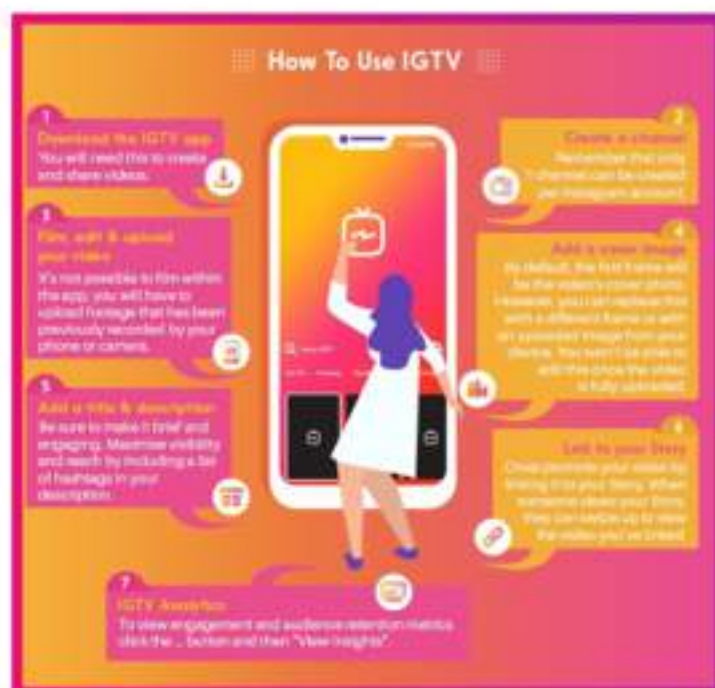 How To Use IGTV
1
Download the IGTV app
You will need this to create
and share videos.
2
Create a channel
Remember that only
1 channel can be created
per Instagram account.
3
Film, edit & upload
your video
It's not possible to film within
the app, you will have to
upload footage that has been
previously recorded by your
phone or camera.
4
Add a cover image
By default, the first frame will
be the video's cover photo.
However, you can replace this
with a different frame or with
an uploaded image from your
device. You won't be able to
edit this once the video
is fully uploaded.
5
Add a title & description
Be sure to make it brief and
engaging. Maximise visibility
and reach by including a list
of hashtags in your
description.
6
Link to your Story
Cross-promote your video by
linking it to your Story. When
someone views your Story,
they can swipe up to view
the video you've linked.
7
IGTV Analytics
To view engagement and audience retention metrics
click the ... button and then "View Insights".